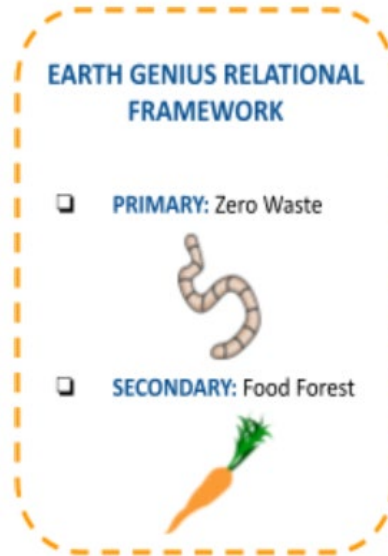 EARTH GENIUS RELATIONAL
FRAMEWORK
❑ PRIMARY: Zero Waste
❑ SECONDARY: Food Forest